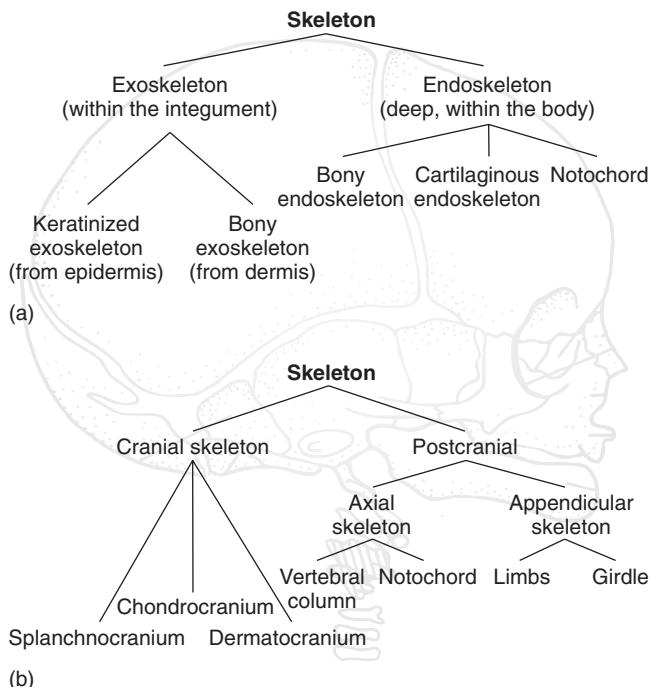 Skeleton
Exoskeleton
(within the integument)
Endoskeleton
(deep, within the body)
Bony
endoskeleton
Cartilaginous
endoskeleton
Notochord
Keratinized
exoskeleton
(from epidermis)
Bony
exoskeleton
(from dermis)
(a)
Skeleton
Cranial skeleton
Postcranial
Axial
skeleton
Appendicular
skeleton
Vertebral
column
Notochord
Limbs
Girdle
Chondrocranium
Splanchnocranium
Dermatocranium
(b)